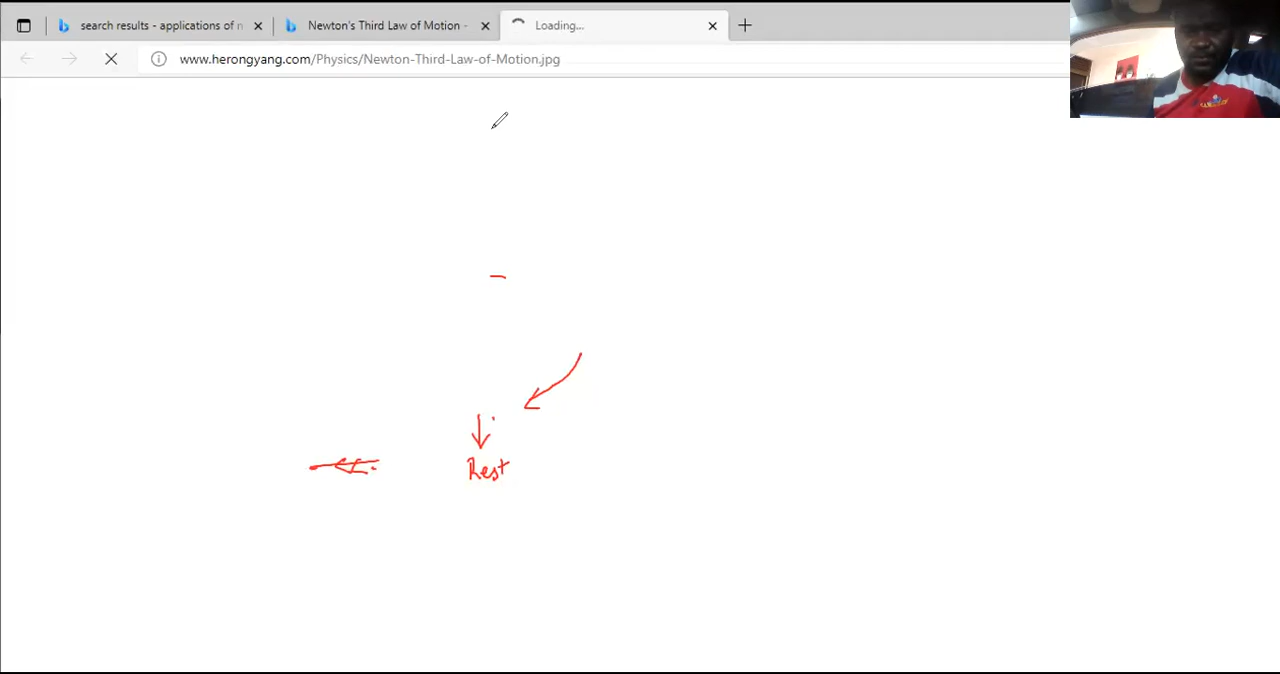 search results - applications of n
Newton's Third Law of Motion -
Loading...
www.herongyang.com/Physics/Newton-Third-Law-of-Motion.jpg
Rest